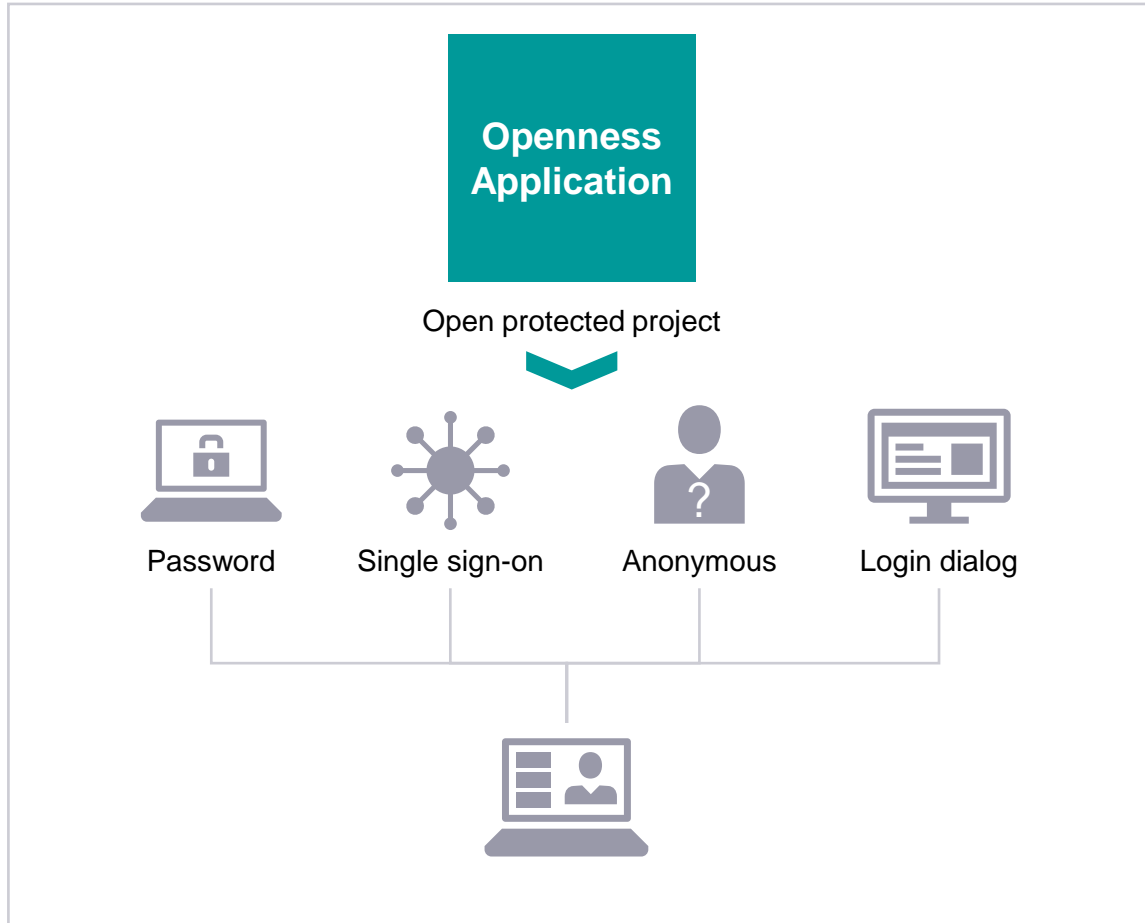 Openness
Application
Open protected project
?
Password
Single sign-on
Anonymous
Login dialog